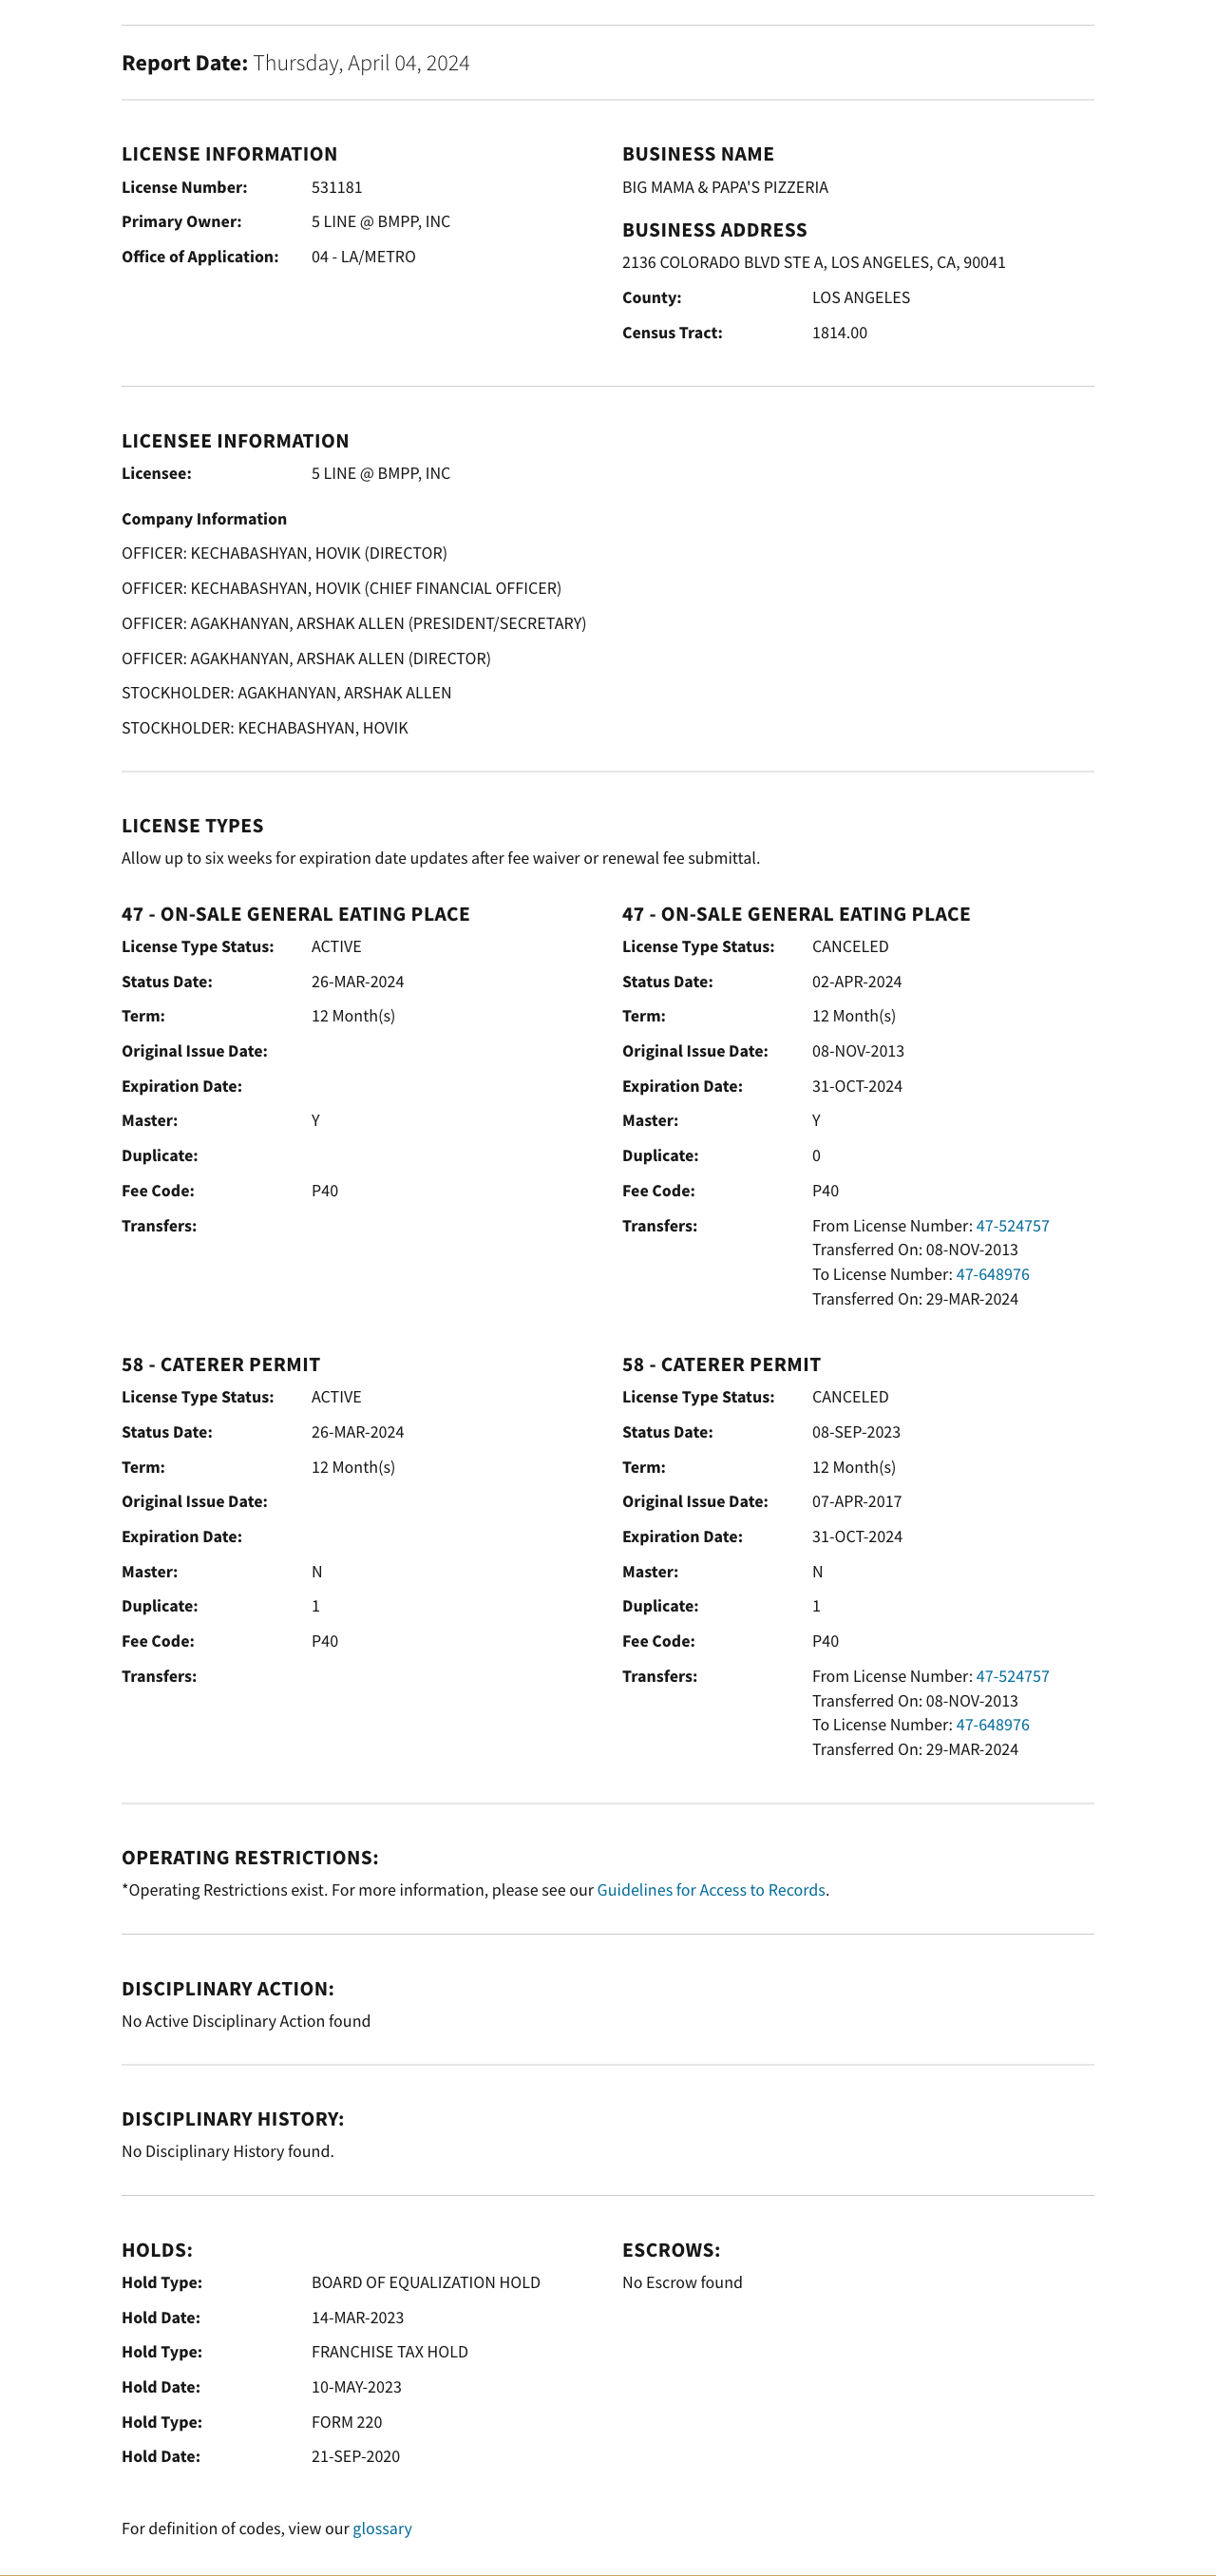 Report Date: Thursday, April 04, 2024
LICENSE INFORMATION
License Number: 531181
Primary Owner: 5 LINE @ BMPP, INC
Office of Application: 04 - LA/METRO
BUSINESS NAME
BIG MAMA & PAPA'S PIZZERIA
BUSINESS ADDRESS
2136 COLORADO BLVD STE A, LOS ANGELES, CA, 90041
County: LOS ANGELES
Census Tract: 1814.00
LICENSEE INFORMATION
Licensee: 5 LINE @ BMPP, INC
Company Information
OFFICER: KECHABASHYAN, HOVIK (DIRECTOR)
OFFICER: KECHABASHYAN, HOVIK (CHIEF FINANCIAL OFFICER)
OFFICER: AGAKHANYAN, ARSHAK ALLEN (PRESIDENT/SECRETARY)
OFFICER: AGAKHANYAN, ARSHAK ALLEN (DIRECTOR)
STOCKHOLDER: AGAKHANYAN, ARSHAK ALLEN
STOCKHOLDER: KECHABASHYAN, HOVIK
LICENSE TYPES
Allow up to six weeks for expiration date updates after fee waiver or renewal fee submittal.
47 - ON-SALE GENERAL EATING PLACE
License Type Status: ACTIVE
Status Date: 26-MAR-2024
Term: 12 Month(s)
Original Issue Date:
Expiration Date:
Master: Y
Duplicate:
Fee Code: P40
Transfers:
47 - ON-SALE GENERAL EATING PLACE
License Type Status: CANCELED
Status Date: 02-APR-2024
Term: 12 Month(s)
Original Issue Date: 08-NOV-2013
Expiration Date: 31-OCT-2024
Master: Y
Duplicate: 0
Fee Code: P40
Transfers: From License Number: 47-524757
Transferred On: 08-NOV-2013
To License Number: 47-648976
Transferred On: 29-MAR-2024
58 - CATERER PERMIT
License Type Status: ACTIVE
Status Date: 26-MAR-2024
Term: 12 Month(s)
Original Issue Date:
Expiration Date:
Master: N
Duplicate: 1
Fee Code: P40
Transfers:
58 - CATERER PERMIT
License Type Status: CANCELED
Status Date: 08-SEP-2023
Term: 12 Month(s)
Original Issue Date: 07-APR-2017
Expiration Date: 31-OCT-2024
Master: N
Duplicate: 1
Fee Code: P40
Transfers: From License Number: 47-524757
Transferred On: 08-NOV-2013
To License Number: 47-648976
Transferred On: 29-MAR-2024
OPERATING RESTRICTIONS:
*Operating Restrictions exist. For more information, please see our Guidelines for Access to Records.
DISCIPLINARY ACTION:
No Active Disciplinary Action found
DISCIPLINARY HISTORY:
No Disciplinary History found.
HOLDS:
Hold Type: BOARD OF EQUALIZATION HOLD
Hold Date: 14-MAR-2023
Hold Type: FRANCHISE TAX HOLD
Hold Date: 10-MAY-2023
Hold Type: FORM 220
Hold Date: 21-SEP-2020
ESCROWS:
No Escrow found
For definition of codes, view our glossary